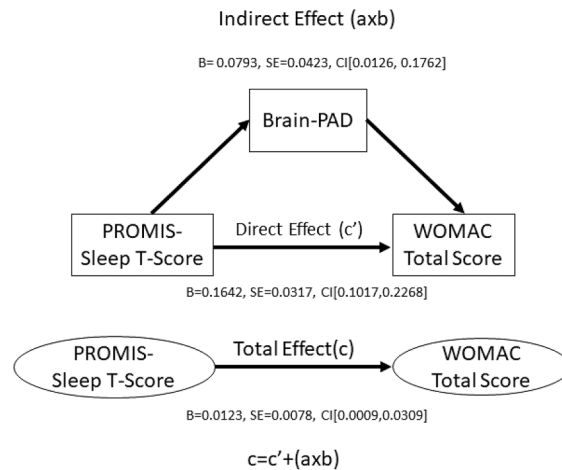 Indirect Effect (axb)
B= 0.0793, SE=0.0423, CI[0.0126, 0.1762]
Brain-PAD
PROMIS-
Sleep T-Score
Direct Effect (c’)
WOMAC
Total Score
B=0.1642, SE=0.0317, CI[0.1017,0.2268]
PROMIS-
Sleep T-Score
Total Effect(c)
WOMAC
Total Score
B=0.0123, SE=0.0078, CI[0.0009,0.0309]
c=c’+(axb)